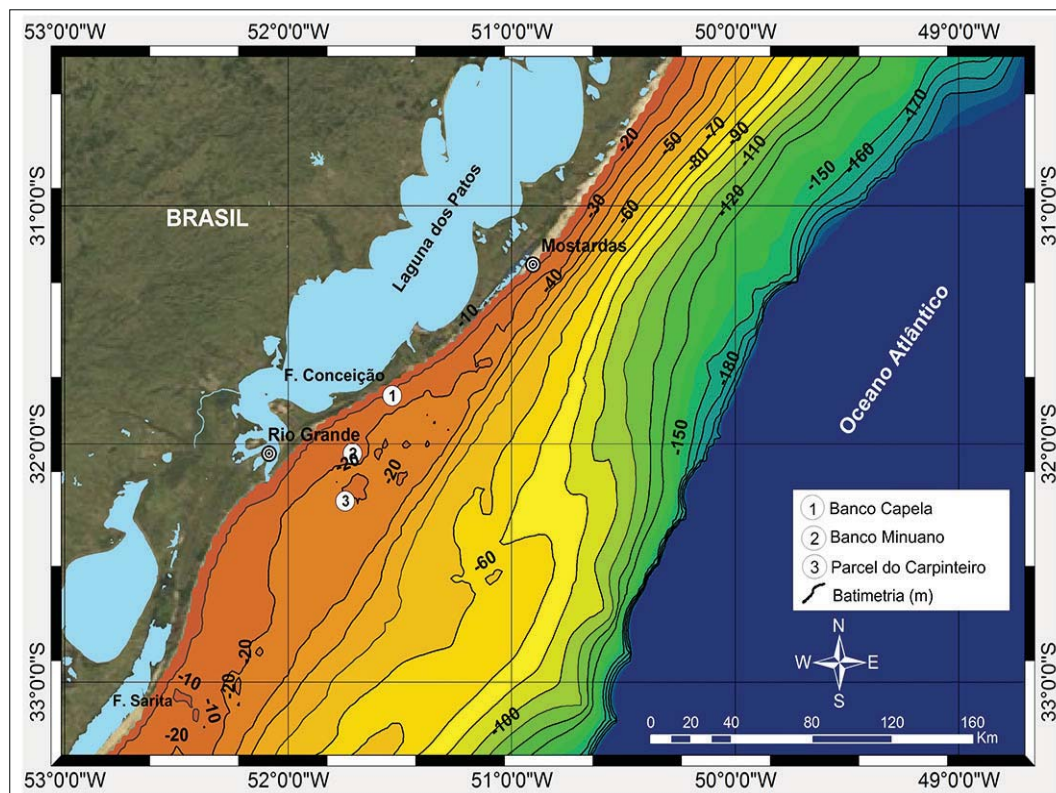 53°0'0"W 52°0'0"W 51°0'0"W 50°0'0"W 49°0'0"W
31°0'0"S
32°0'0"S
33°0'0"S
31°0'0"S
32°0'0"S
33°0'0"S
BRASIL
Laguna dos Patos
Mostardas
F. Conceição
Rio Grande
F. Sarita
Oceano Atlântico
-20
-50
-70
-90
-80
-110
-120
-150
-160
-170
-30
-60
-40
-10
-180
-150
-20
-20
-60
-20
-20
-10
-10
-20
-100
1
2
3
1 Banco Capela
2 Banco Minuano
3 Parcel do Carpinteiro
Batimetria (m)
N
W E
S
0 20 40 80 120 160
Km
53°0'0"W 52°0'0"W 51°0'0"W 50°0'0"W 49°0'0"W